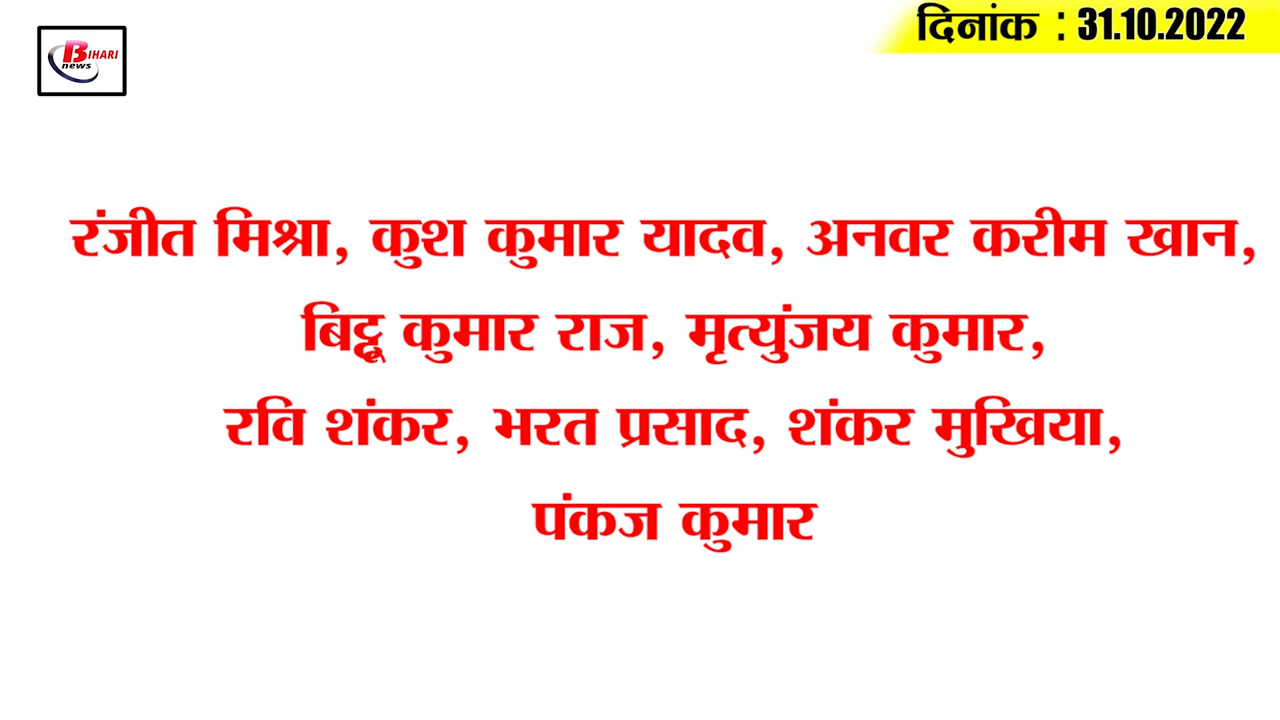 BIHARI
news
दिनांक : 31.10.2022
रंजीत मिश्रा, कुश कुमार यादव, अनवर करीम खान,
बिट्टू कुमार राज, मृत्युंजय कुमार,
रवि शंकर, भरत प्रसाद, शंकर मुखिया,
पंकज कुमार